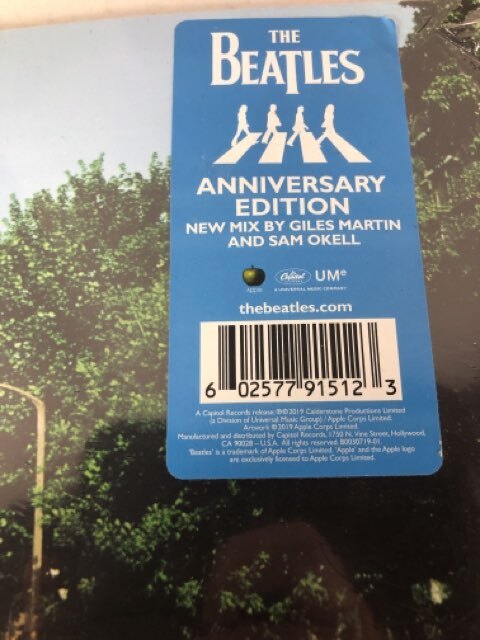 THE
BEATLES
ANNIVERSARY
EDITION
NEW MIX BY GILES MARTIN
AND SAM OKELL
Apple
Capitol
UMe
A UNIVERSAL MUSIC COMPANY
thebeatles.com
6 02577 91512 3
A Capitol Records release; ℗©2019 Calderstone Productions Limited
(a Division of Universal Music Group) / Apple Corps Limited.
Artwork ©2019 Apple Corps Limited.
Manufactured and distributed by Capitol Records, 1750 N. Vine Street, Hollywood,
CA 90028 – U.S.A. All rights reserved. B0030719-01.
'Beatles' is a trademark of Apple Corps Limited. 'Apple' and the Apple logo
are exclusively licensed to Apple Corps Limited.